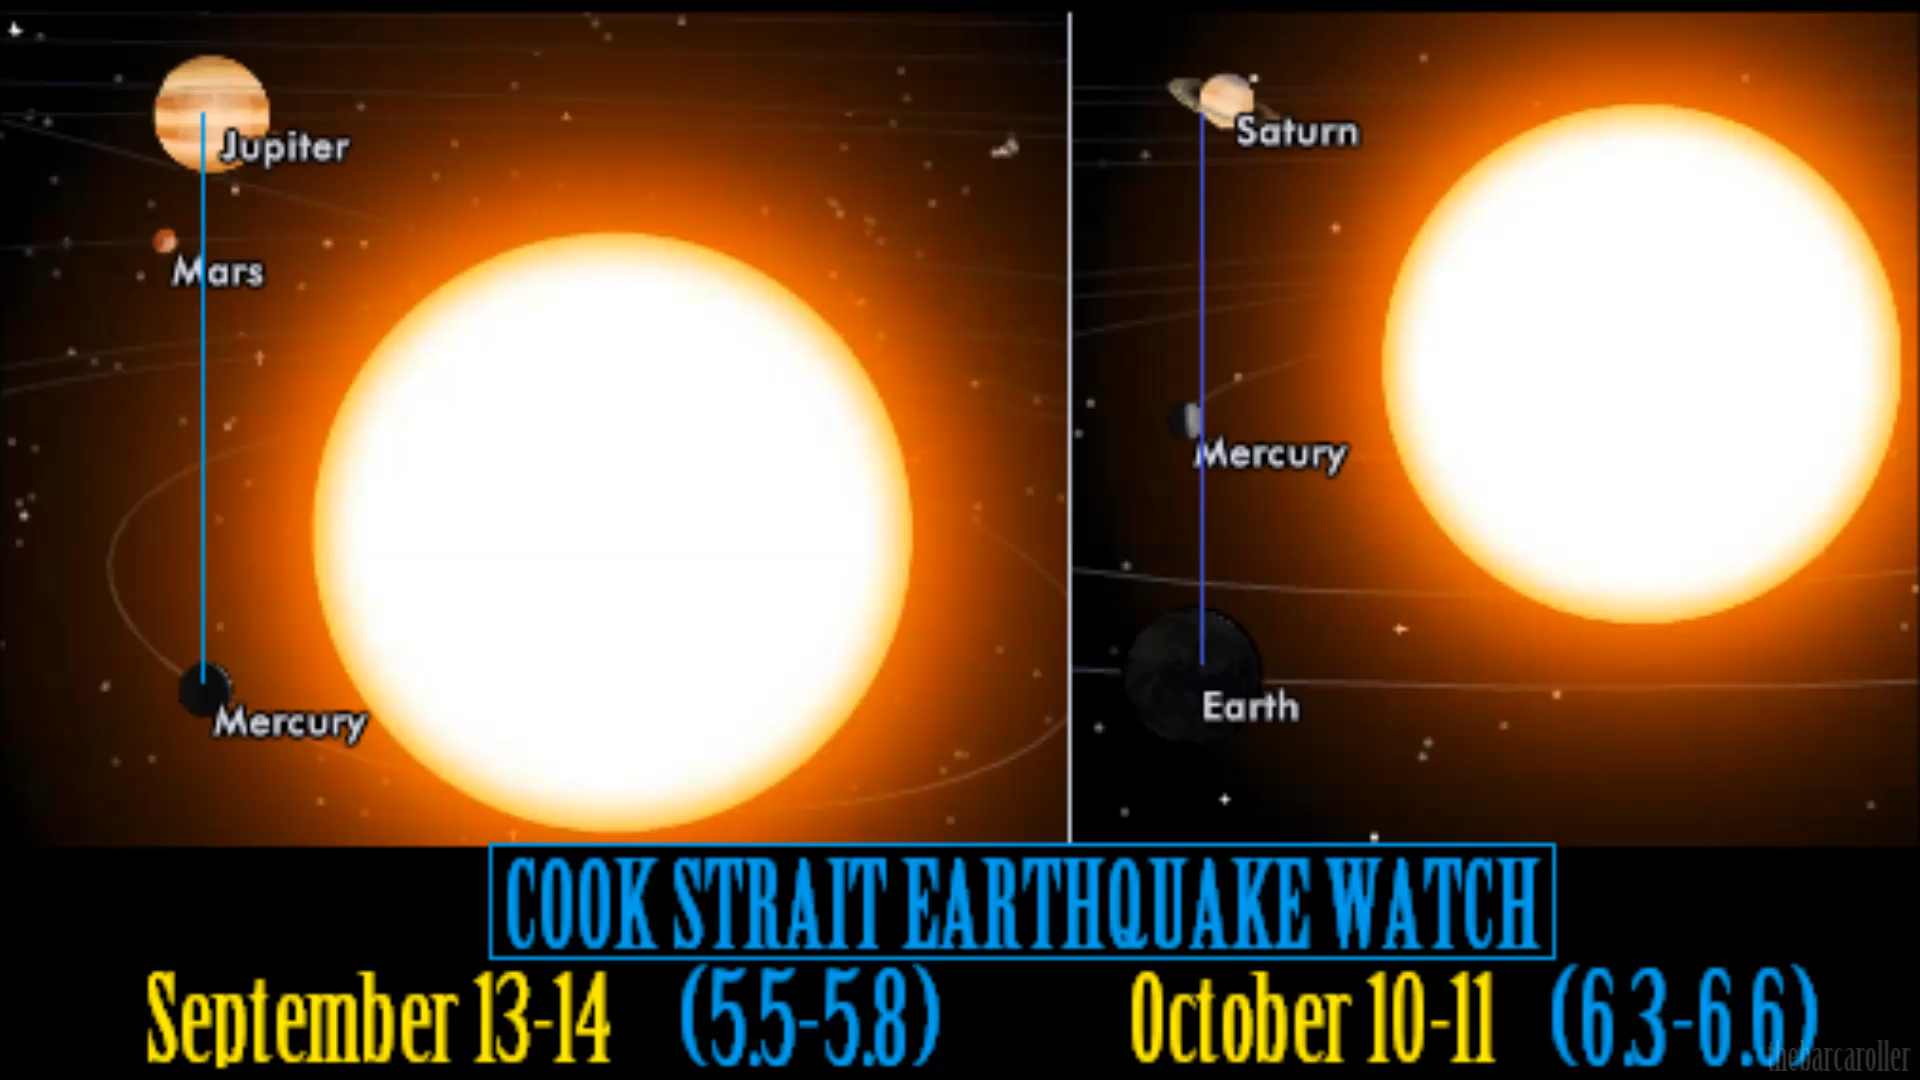 Jupiter
Mars
Mercury
Saturn
Mercury
Earth
COOK STRAIT EARTHQUAKE WATCH
September 13-14 (5.5-5.8) October 10-11 (6.3-6.6)
thebarcaroller